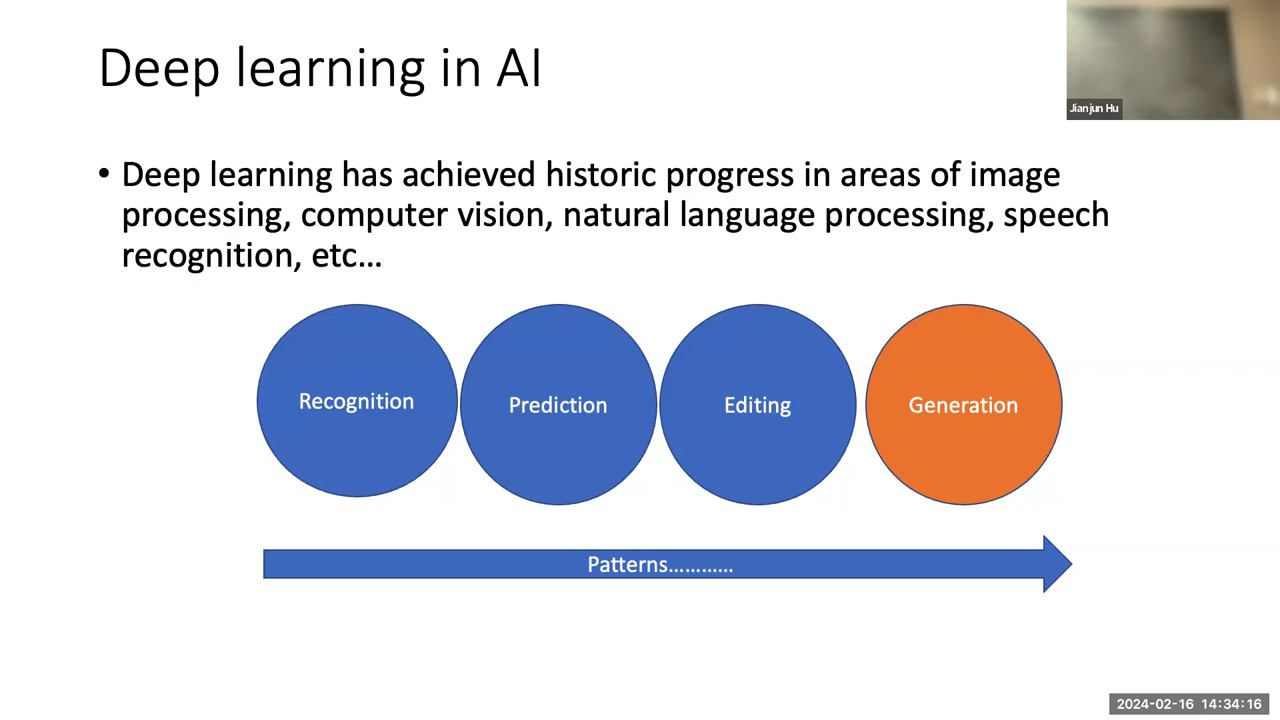 Deep learning in AI
Jianjun Hu
• Deep learning has achieved historic progress in areas of image
processing, computer vision, natural language processing, speech
recognition, etc...
Recognition
Prediction
Editing
Generation
Patterns............
2024-02-16 14:34:16